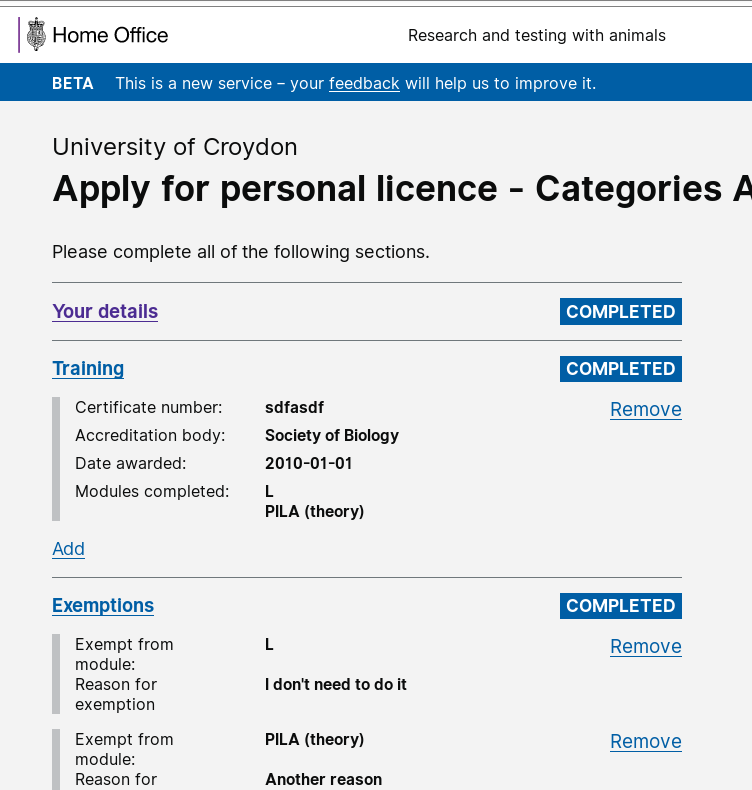 Home Office
Research and testing with animals
BETA This is a new service – your feedback will help us to improve it.
University of Croydon
Apply for personal licence - Categories A
Please complete all of the following sections.
Your details COMPLETED
Training COMPLETED
Certificate number: sdfasdf Remove
Accreditation body: Society of Biology
Date awarded: 2010-01-01
Modules completed: L
PILA (theory)
Add
Exemptions COMPLETED
Exempt from L Remove
module:
Reason for I don't need to do it
exemption
Exempt from PILA (theory) Remove
module:
Reason for Another reason